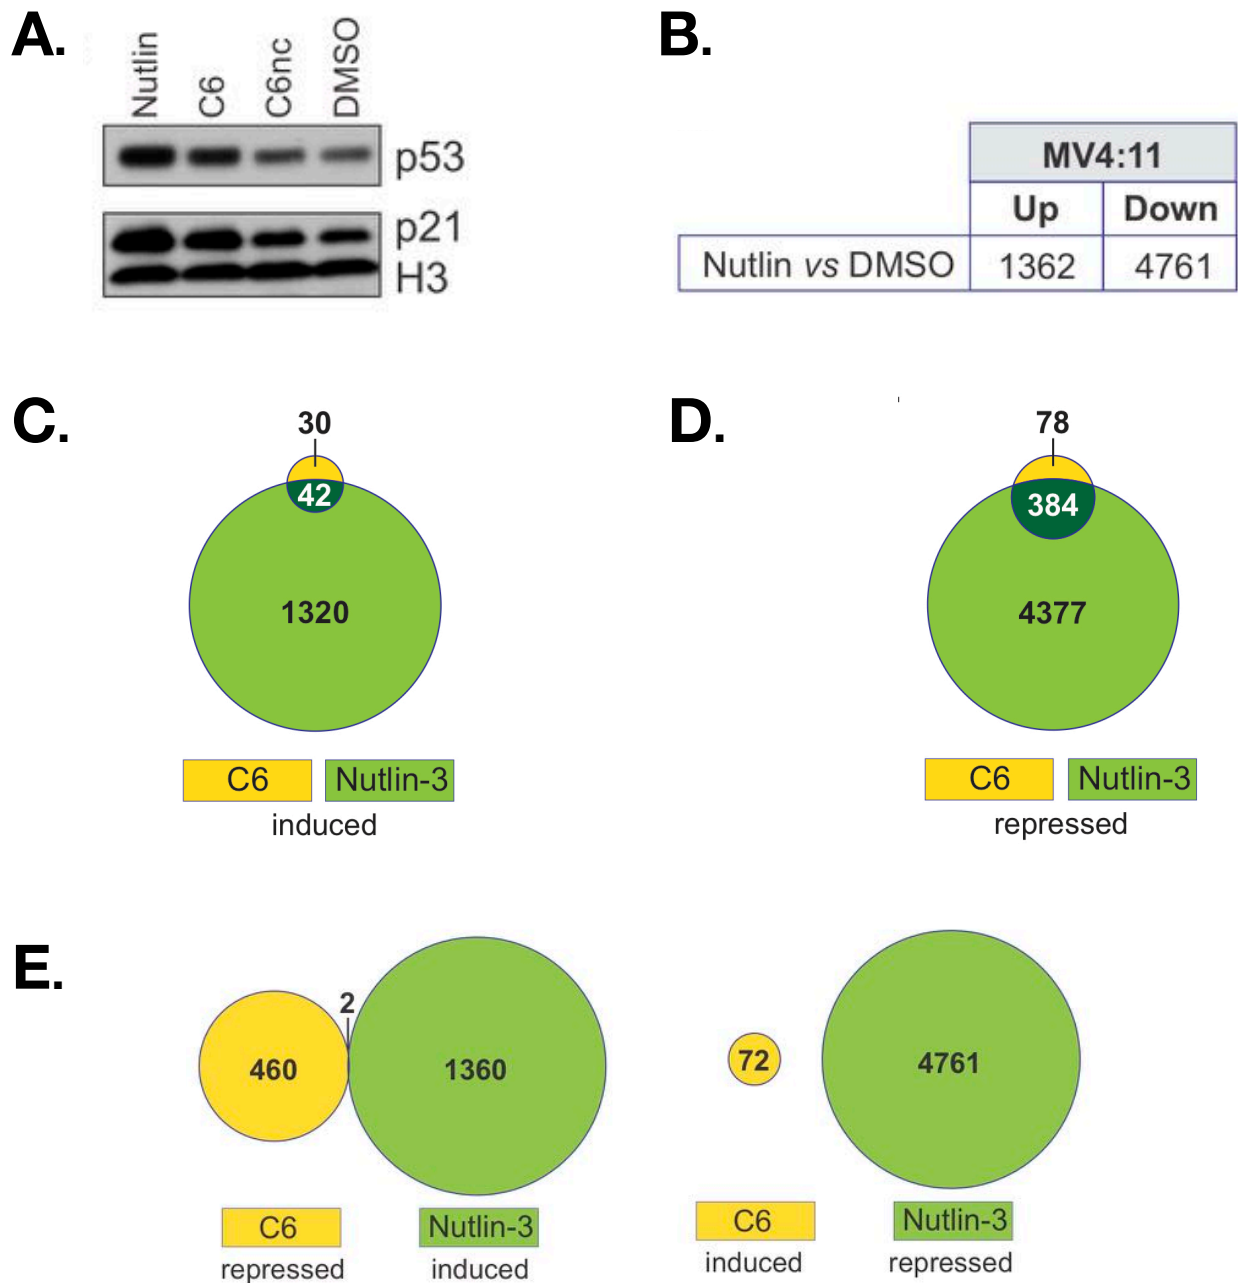 A.
Nutlin
C6
C6nc
DMSO
p53
p21
H3
B.
MV4:11
Up Down
Nutlin vs DMSO 1362 4761
C.
30
42
1320
C6 Nutlin-3
induced
D.
78
384
4377
C6 Nutlin-3
repressed
E.
2
460 1360
C6 Nutlin-3
repressed induced
72 4761
C6 Nutlin-3
induced repressed